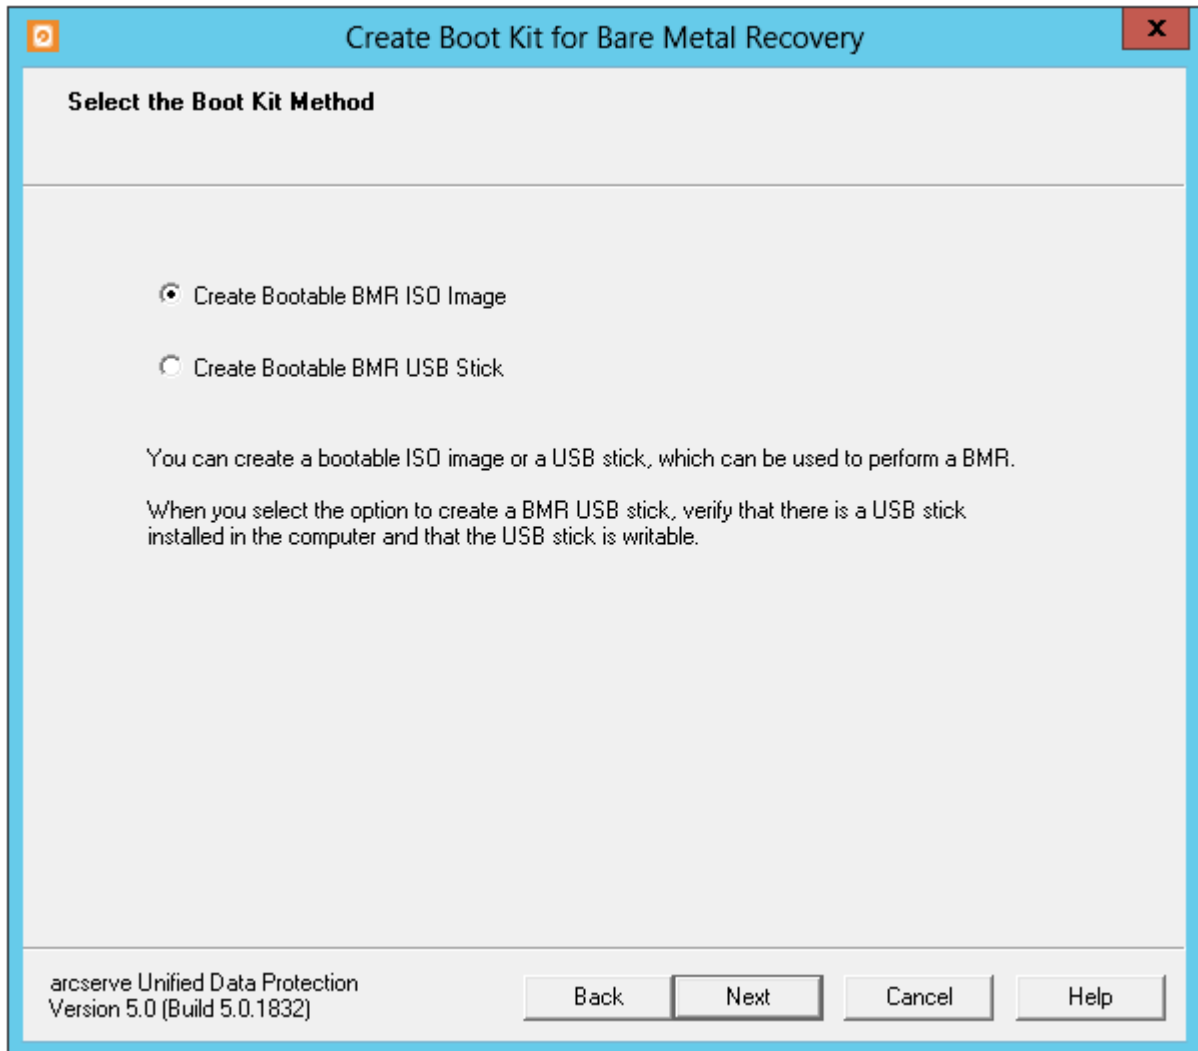 Create Boot Kit for Bare Metal Recovery
x
Select the Boot Kit Method
Create Bootable BMR ISO Image
Create Bootable BMR USB Stick
You can create a bootable ISO image or a USB stick, which can be used to perform a BMR.
When you select the option to create a BMR USB stick, verify that there is a USB stick
installed in the computer and that the USB stick is writable.
arcserve Unified Data Protection
Version 5.0 (Build 5.0.1832)
Back Next Cancel Help